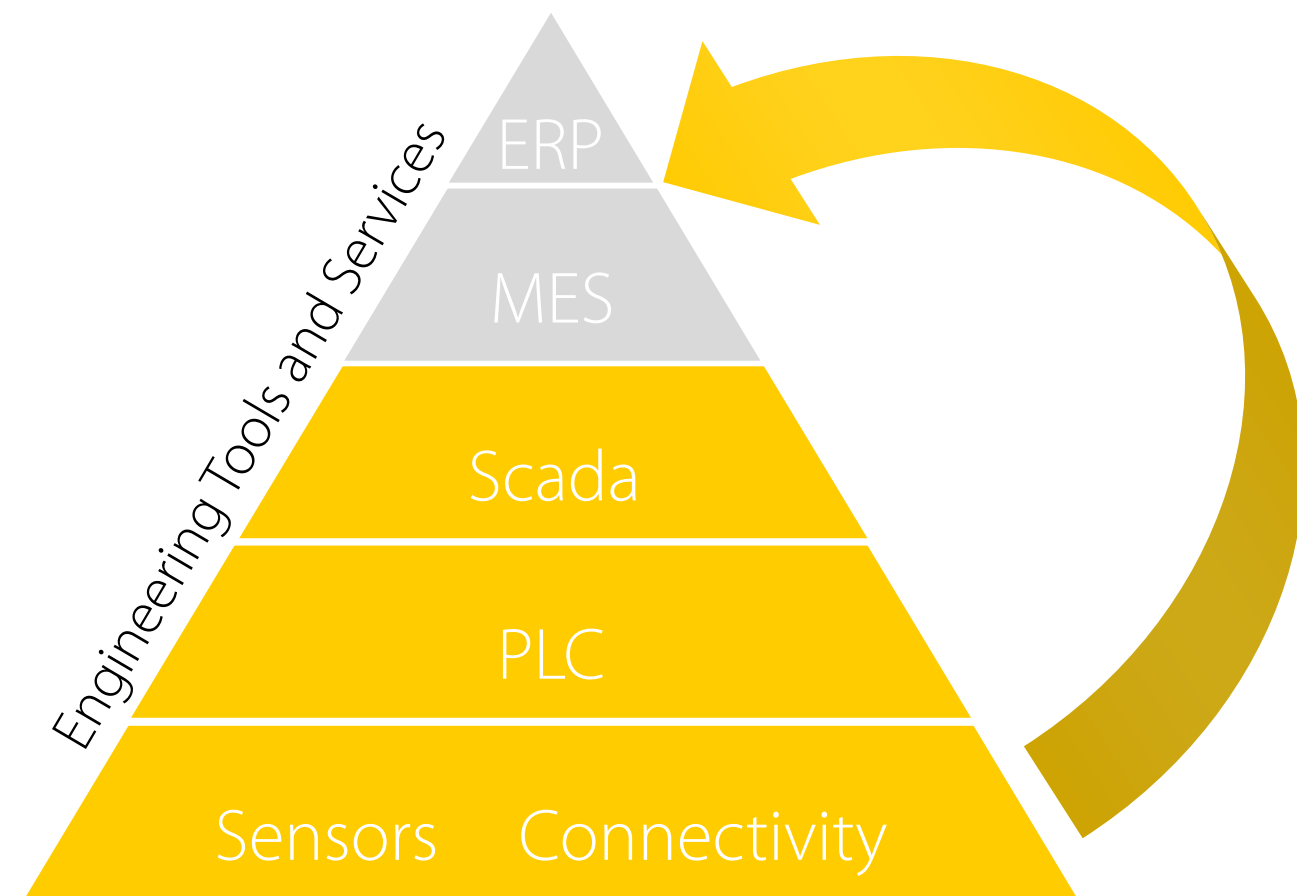 ERP
Engineering Tools and Services
MES
Scada
PLC
Sensors Connectivity